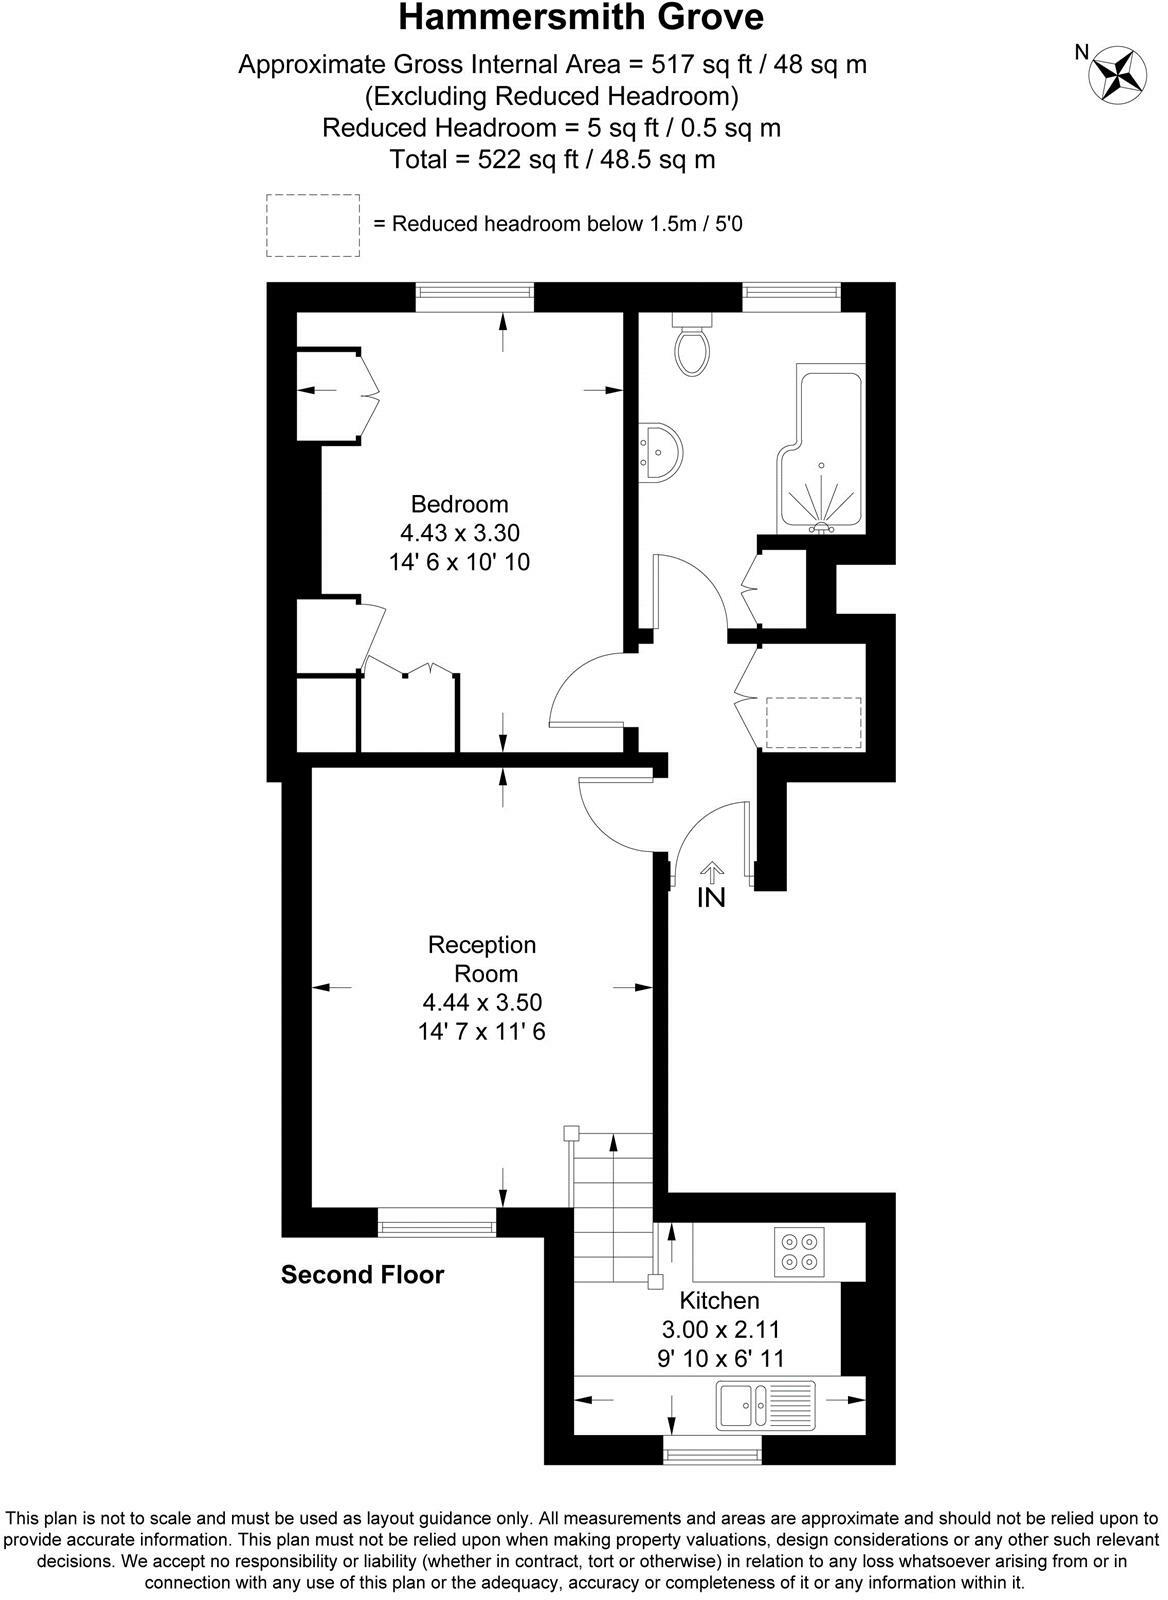 Hammersmith Grove
Approximate Gross Internal Area = 517 sq ft / 48 sq m
(Excluding Reduced Headroom)
Reduced Headroom = 5 sq ft / 0.5 sq m
Total = 522 sq ft / 48.5 sq m
N
= Reduced headroom below 1.5m / 5'0
Bedroom
4.43 x 3.30
14' 6 x 10' 10
IN
Reception
Room
4.44 x 3.50
14' 7 x 11' 6
Second Floor
Kitchen
3.00 x 2.11
9' 10 x 6' 11
This plan is not to scale and must be used as layout guidance only. All measurements and areas are approximate and should not be relied upon to
provide accurate information. This plan must not be relied upon when making property valuations, design considerations or any other such relevant
decisions. We accept no responsibility or liability (whether in contract, tort or otherwise) in relation to any loss whatsoever arising from or in
connection with any use of this plan or the adequacy, accuracy or completeness of it or any information within it.